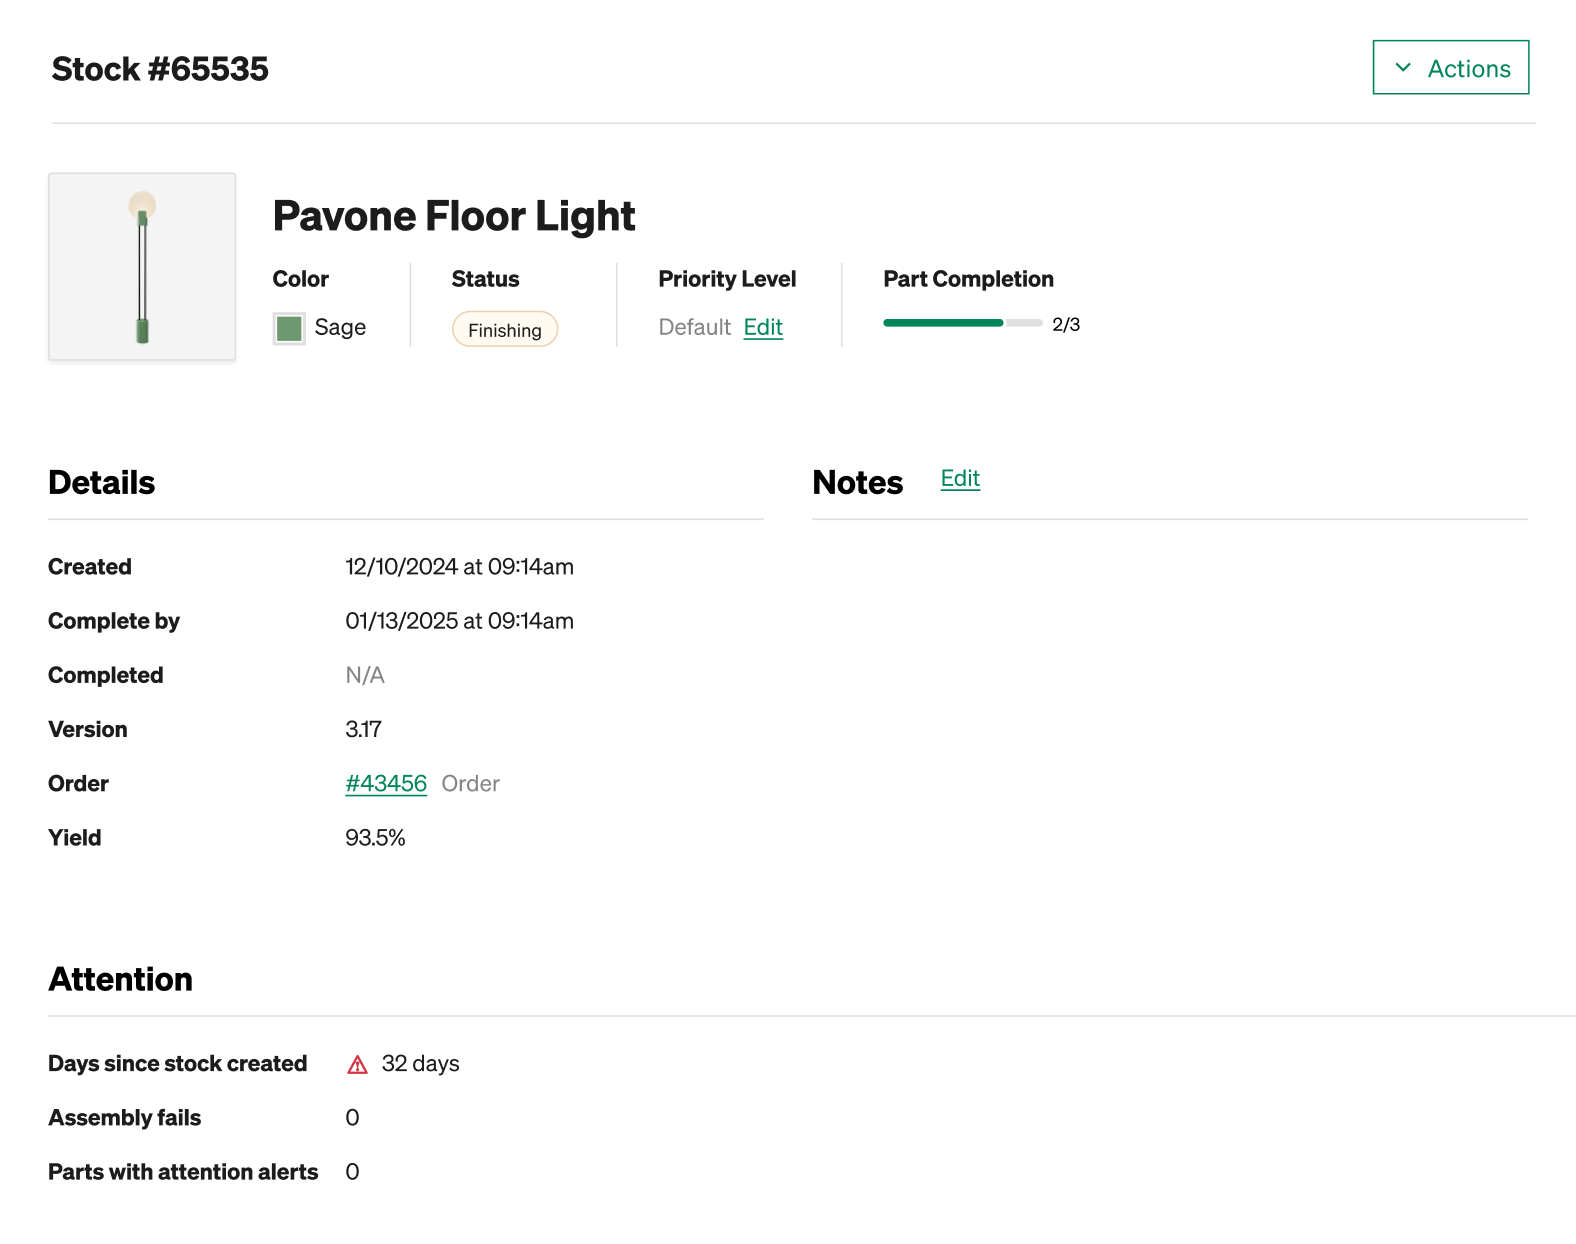 Stock #65535
Actions
Pavone Floor Light
Color
Status
Priority Level
Part Completion
Sage
Finishing
Default Edit
2/3
Details
Notes Edit
Created 12/10/2024 at 09:14am
Complete by 01/13/2025 at 09:14am
Completed N/A
Version 3.17
Order #43456 Order
Yield 93.5%
Attention
Days since stock created 32 days
Assembly fails 0
Parts with attention alerts 0